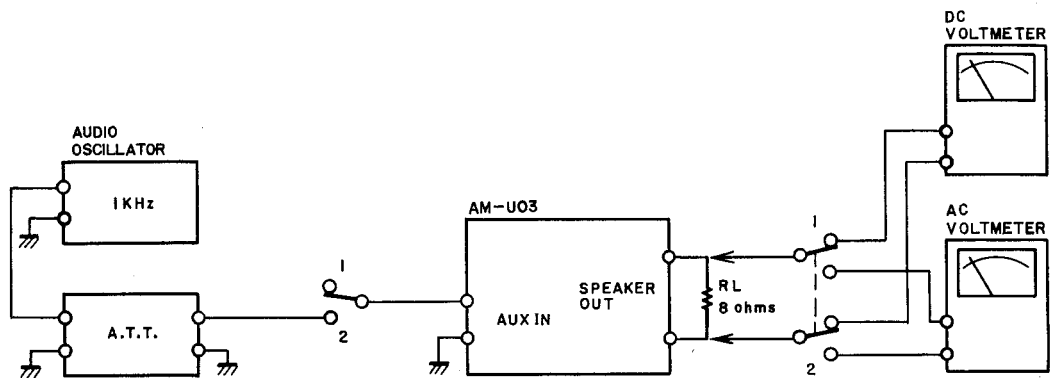 DC
VOLTMETER
AUDIO
OSCILLATOR
1KHz
AM-U03
1
1
RL
8 ohms
SPEAKER
OUT
AUX IN
A.T.T.
2
AC
VOLTMETER
2